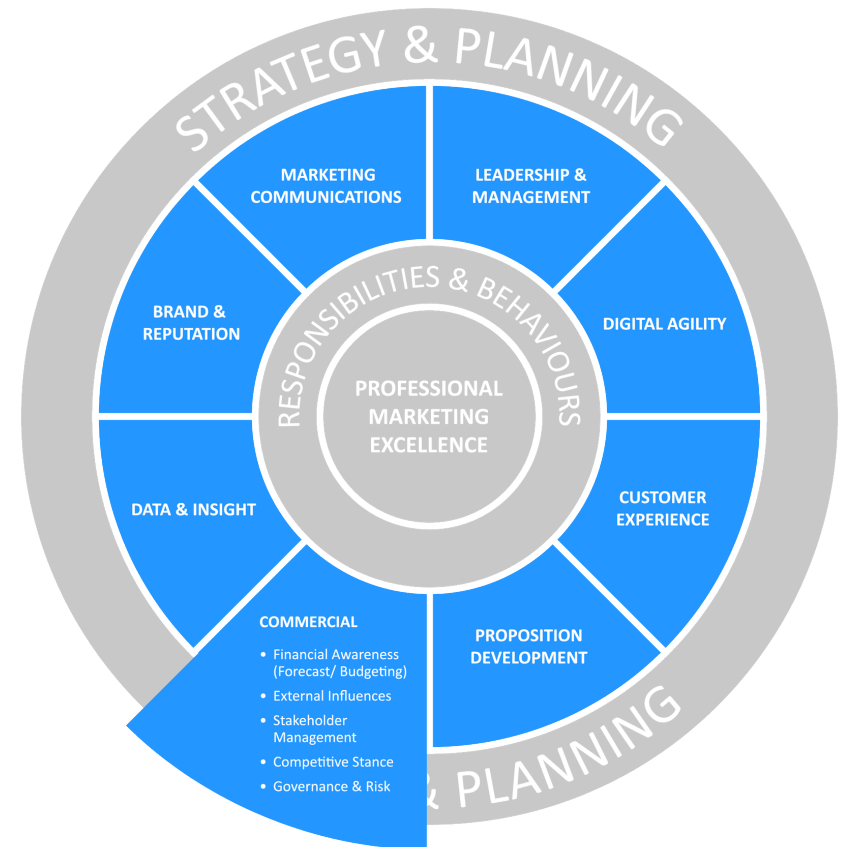 STRATEGY & PLANNING
MARKETING
COMMUNICATIONS
LEADERSHIP &
MANAGEMENT
BRAND &
REPUTATION
DIGITAL AGILITY
RESPONSIBILITIES & BEHAVIOURS
PROFESSIONAL
MARKETING
EXCELLENCE
DATA & INSIGHT
CUSTOMER
EXPERIENCE
COMMERCIAL
• Financial Awareness
(Forecast/ Budgeting)
• External Influences
• Stakeholder
Management
• Competitive Stance
• Governance & Risk
PROPOSITION
DEVELOPMENT
& PLANNING